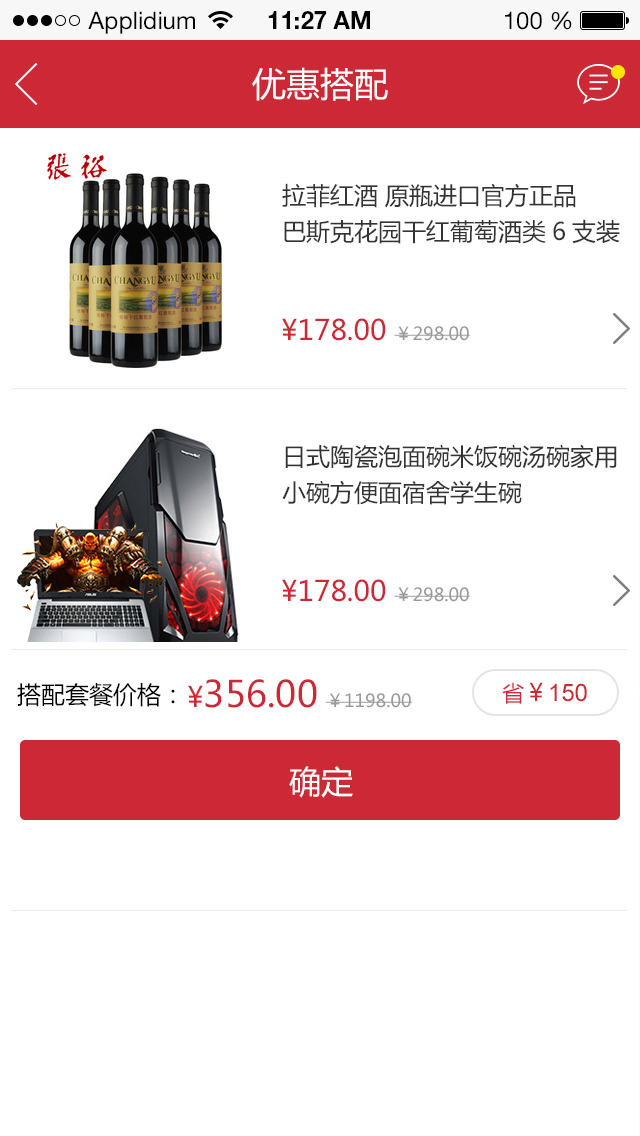 Applidium 11:27 AM 100 %
优惠搭配
張裕
CHANGYU
拉菲红酒 原瓶进口官方正品
巴斯克花园干红葡萄酒类 6 支装
¥178.00 ¥298.00
日式陶瓷泡面碗米饭碗汤碗家用
小碗方便面宿舍学生碗
¥178.00 ¥298.00
ASUS
搭配套餐价格：¥356.00 ¥1198.00
省¥150
确定